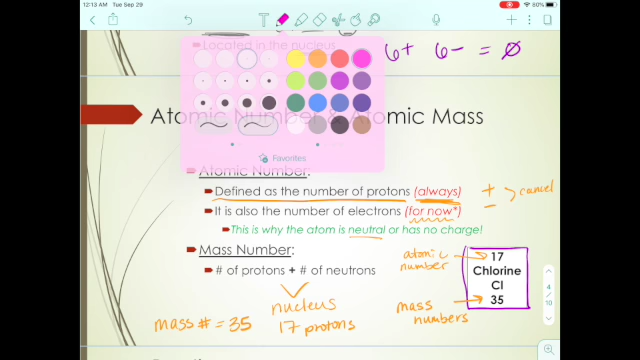 12:13 AM Tue Sep 29
80%
Located in the nucleus
6+ 6- = 0
Atomic Number & Atomic Mass
Favorites
Atomic Number:
Defined as the number of protons (always)
It is also the number of electrons (for now*)
This is why the atom is neutral or has no charge!
+
-
cancel
Mass Number:
# of protons + # of neutrons
nucleus
mass # = 35
17 protons
atomic number
mass numbers
17
Chlorine
Cl
35
4
10